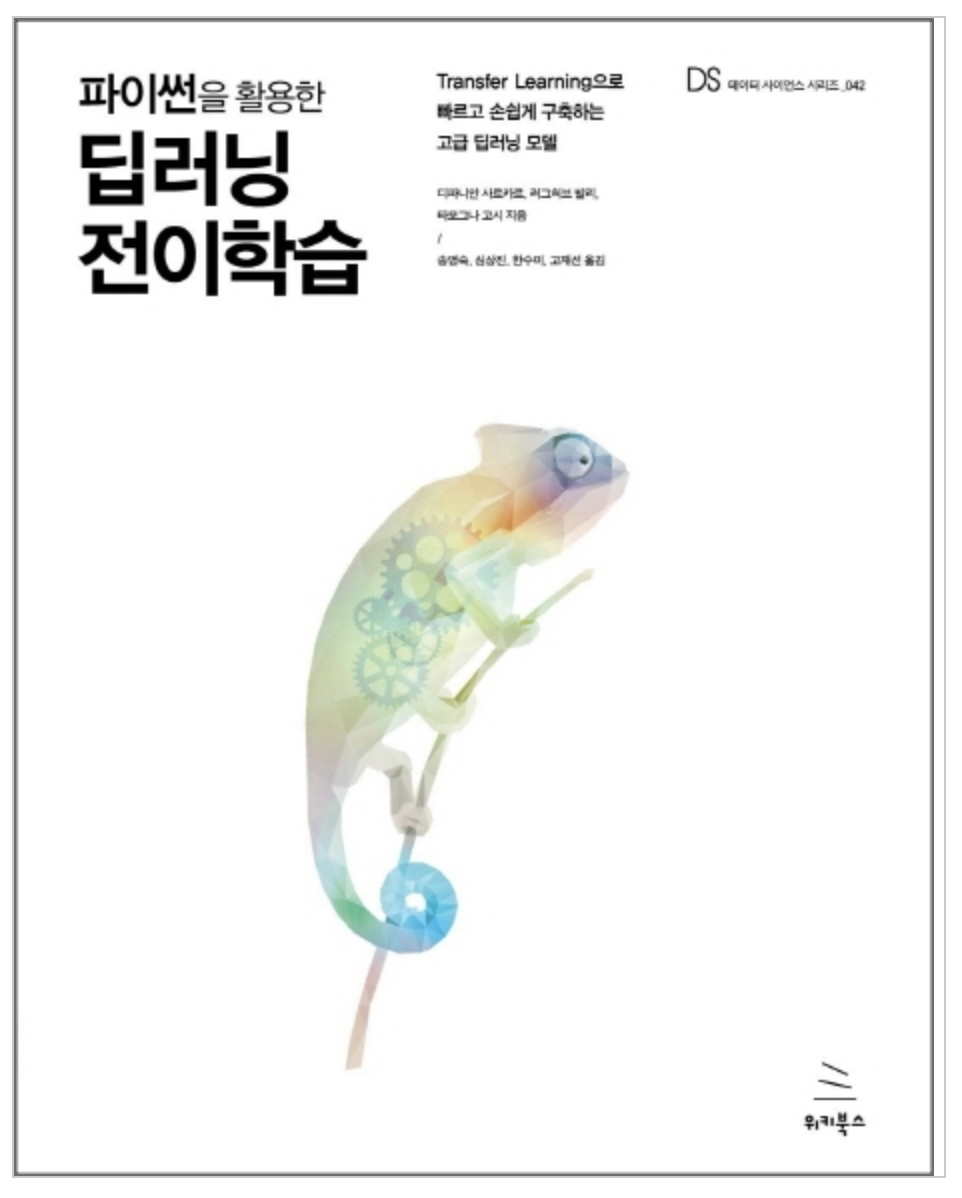 파이썬을 활용한
딥러닝
전이학습
Transfer Learning으로
빠르고 손쉽게 구축하는
고급 딥러닝 모델
디파니안 사르카르, 러그허브 발리,
타모그나 고시 지음
/
송영숙, 심상진, 한수미, 고재선 옮김
DS 데이터 사이언스 시리즈_042
위키북스